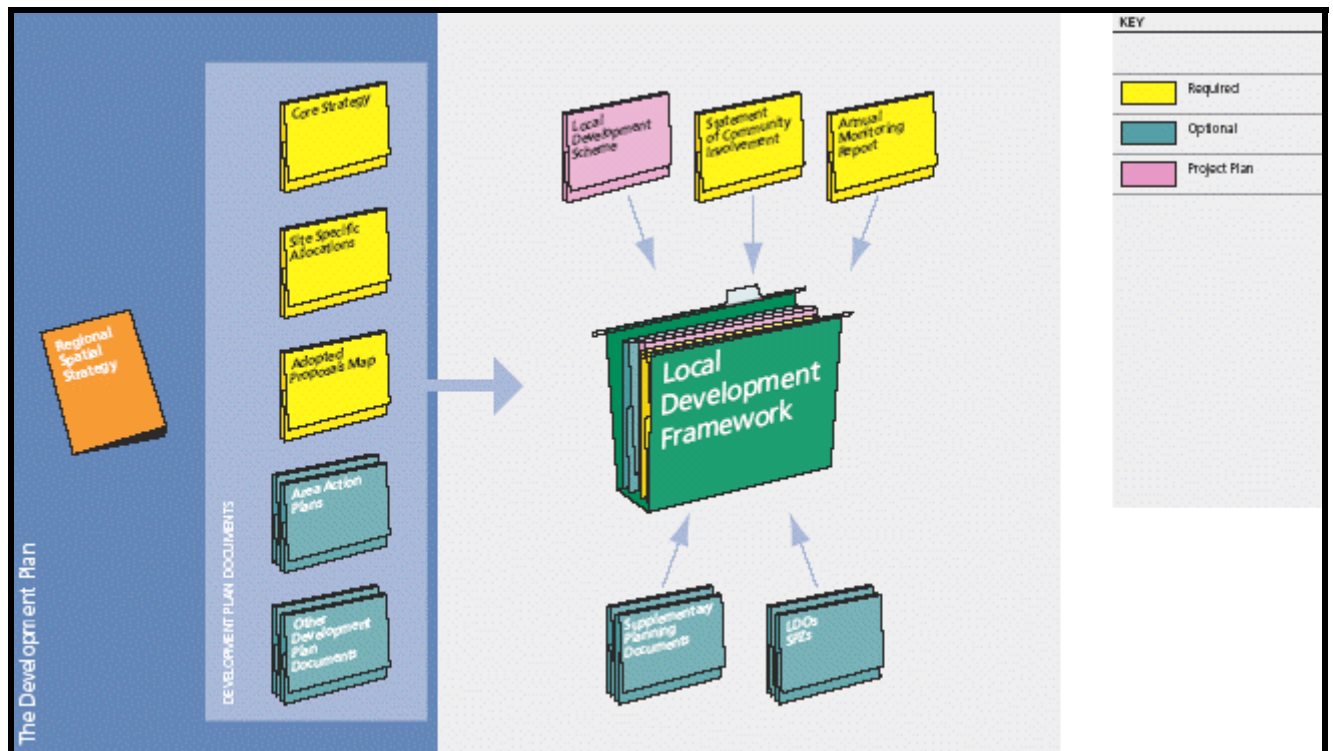 The Development Plan
Regional
Spatial
Strategy
DEVELOPMENT PLAN DOCUMENTS
Core Strategy
Site Specific
Allocations
Adopted
Proposals Map
Area Action
Plans
Other
Development
Plan
Documents
Local
Development
Scheme
Statement
of Community
Involvement
Annual
Monitoring
Report
Local
Development
Framework
Supplementary
Planning
Documents
LDOs
SPZs
KEY
Required
Optional
Project Plan